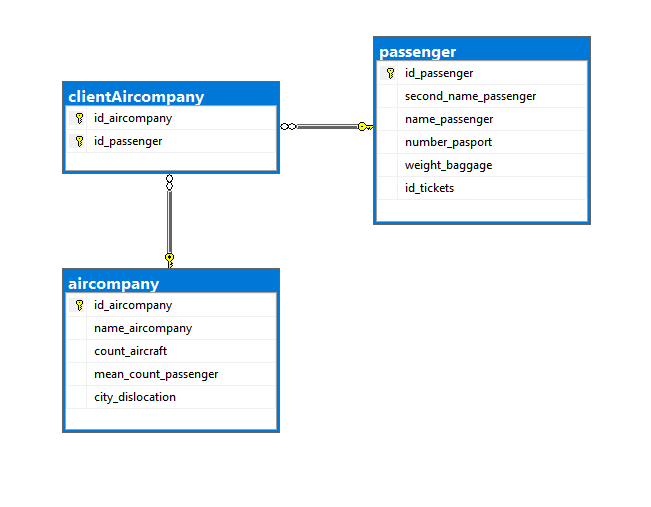 passenger
id_passenger
second_name_passenger
name_passenger
number_pasport
weight_baggage
id_tickets
clientAircompany
id_aircompany
id_passenger
aircompany
id_aircompany
name_aircompany
count_aircraft
mean_count_passenger
city_dislocation